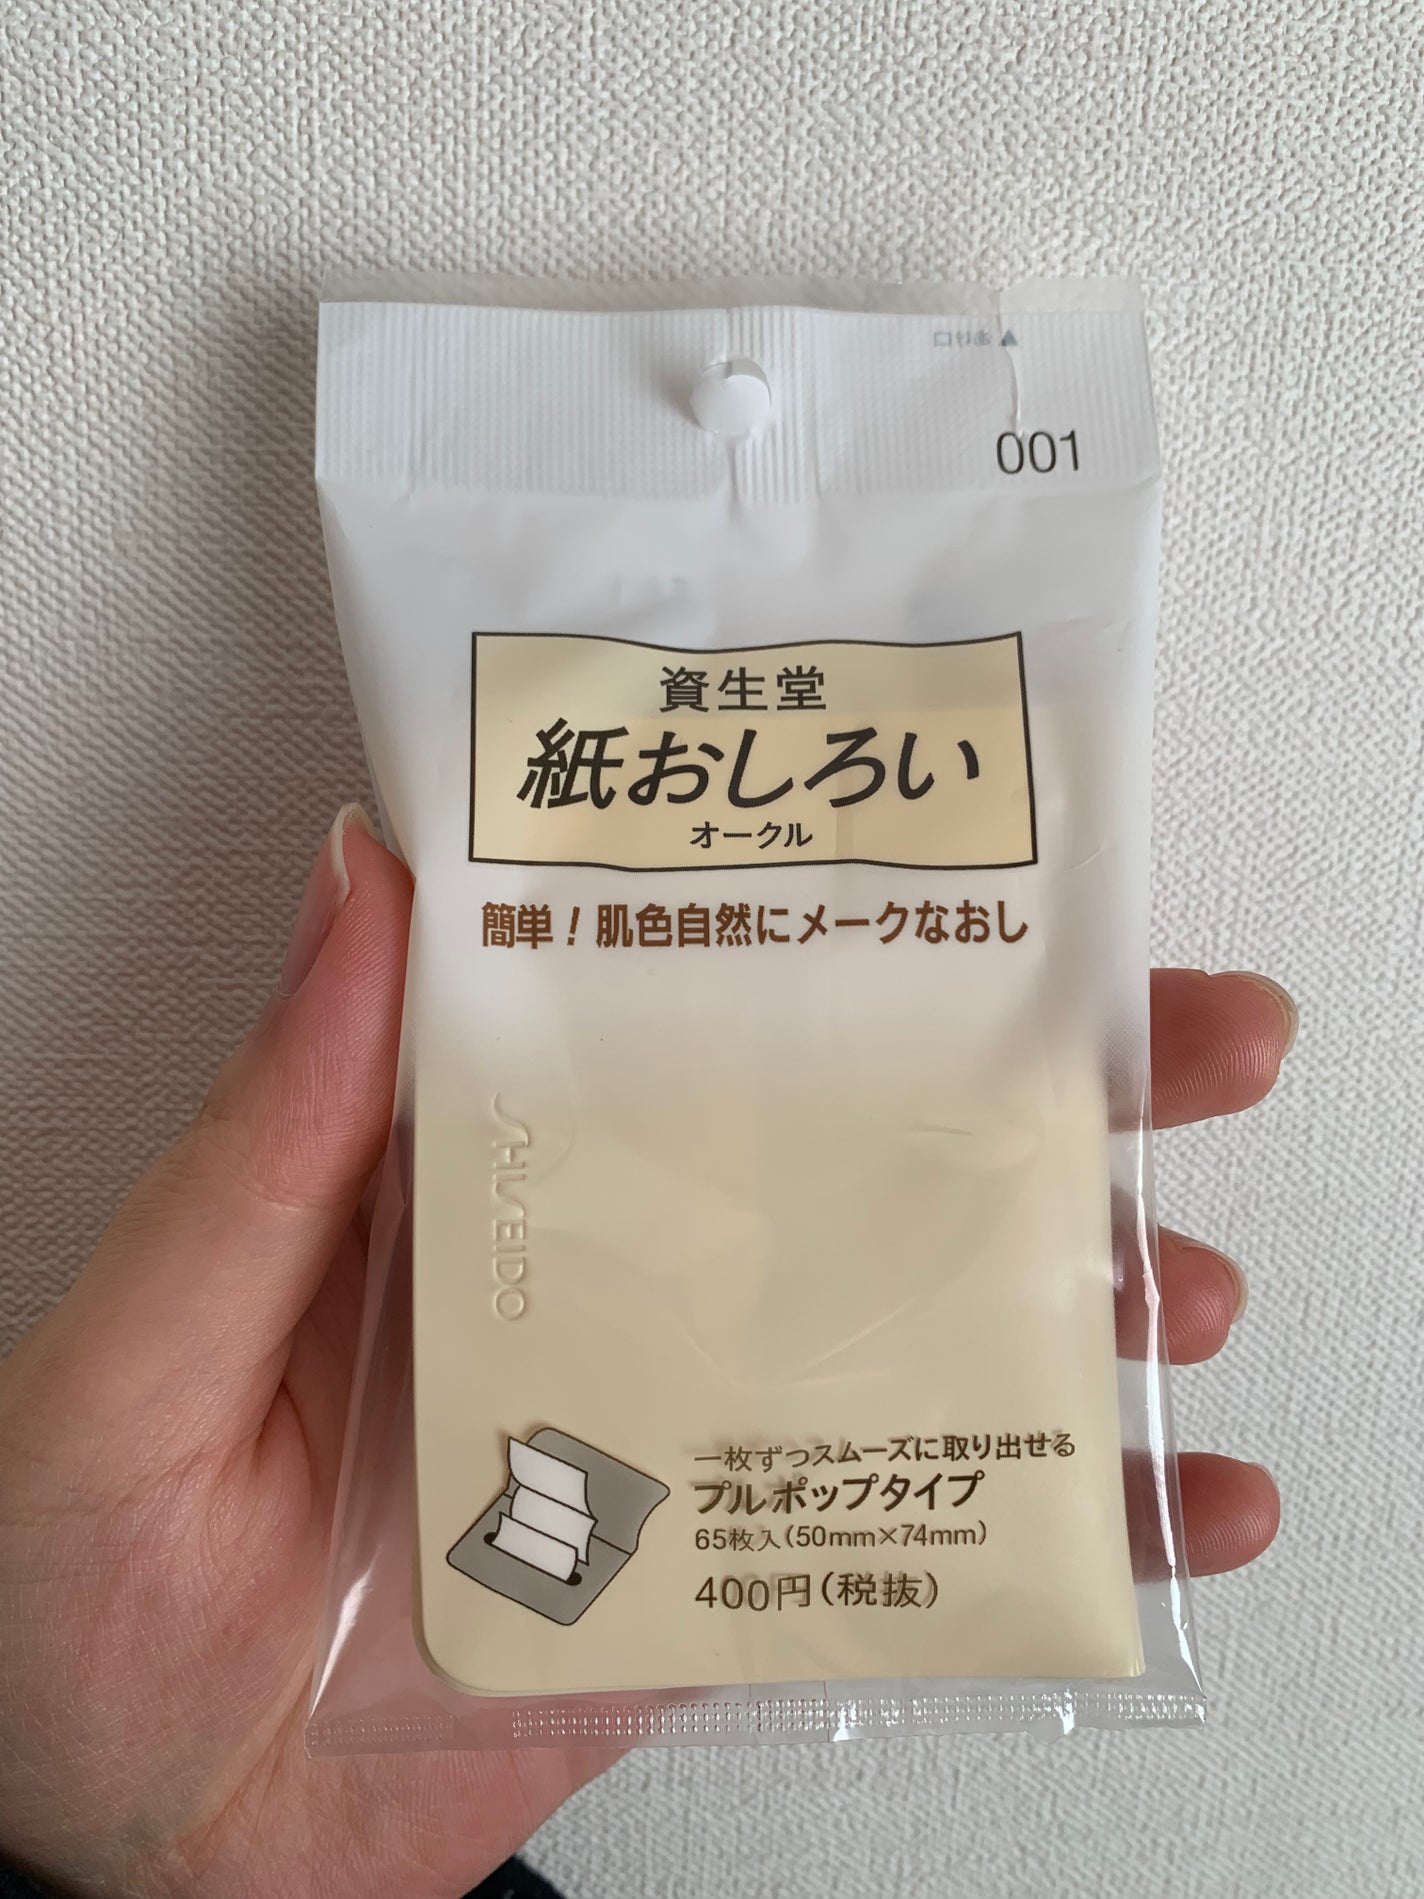 ▲あけ口
001
資生堂
紙おしろい
オークル
簡単！肌色自然にメークなおし
SHISEIDO
一枚ずつスムーズに取り出せる
プルポップタイプ
65枚入（50mm×74mm）
400円（税抜）